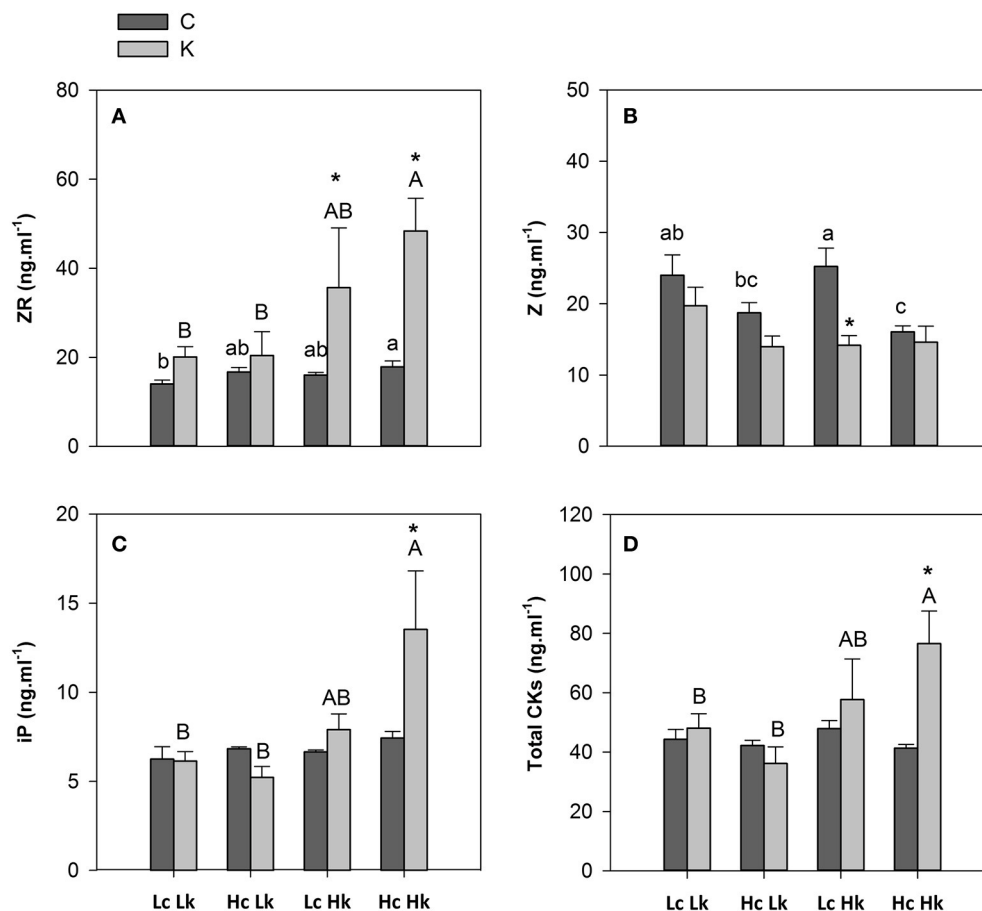 C
K
A
ZR (ng.ml-1)
80
60
40
20
0
b
B
ab
B
ab
AB
*
a
A
*
B
Z (ng.ml-1)
50
40
30
20
10
0
ab
bc
a
*
c
C
iP (ng.ml-1)
20
15
10
5
0
B
B
AB
A
*
Lc Lk
Hc Lk
Lc Hk
Hc Hk
D
Total CKs (ng.ml-1)
120
100
80
60
40
20
0
B
B
AB
A
*
Lc Lk
Hc Lk
Lc Hk
Hc Hk